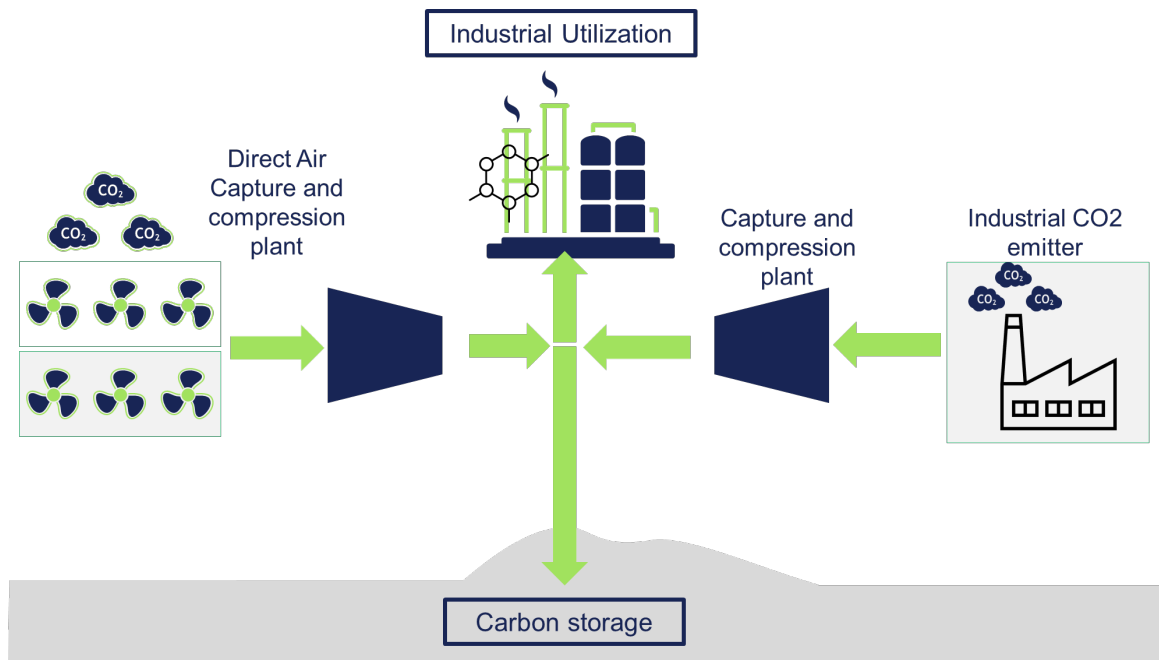 Industrial Utilization
Direct Air
Capture and
compression
plant
CO₂
CO₂
CO₂
Capture and
compression
plant
Industrial CO2
emitter
CO₂
CO₂
CO₂
Carbon storage